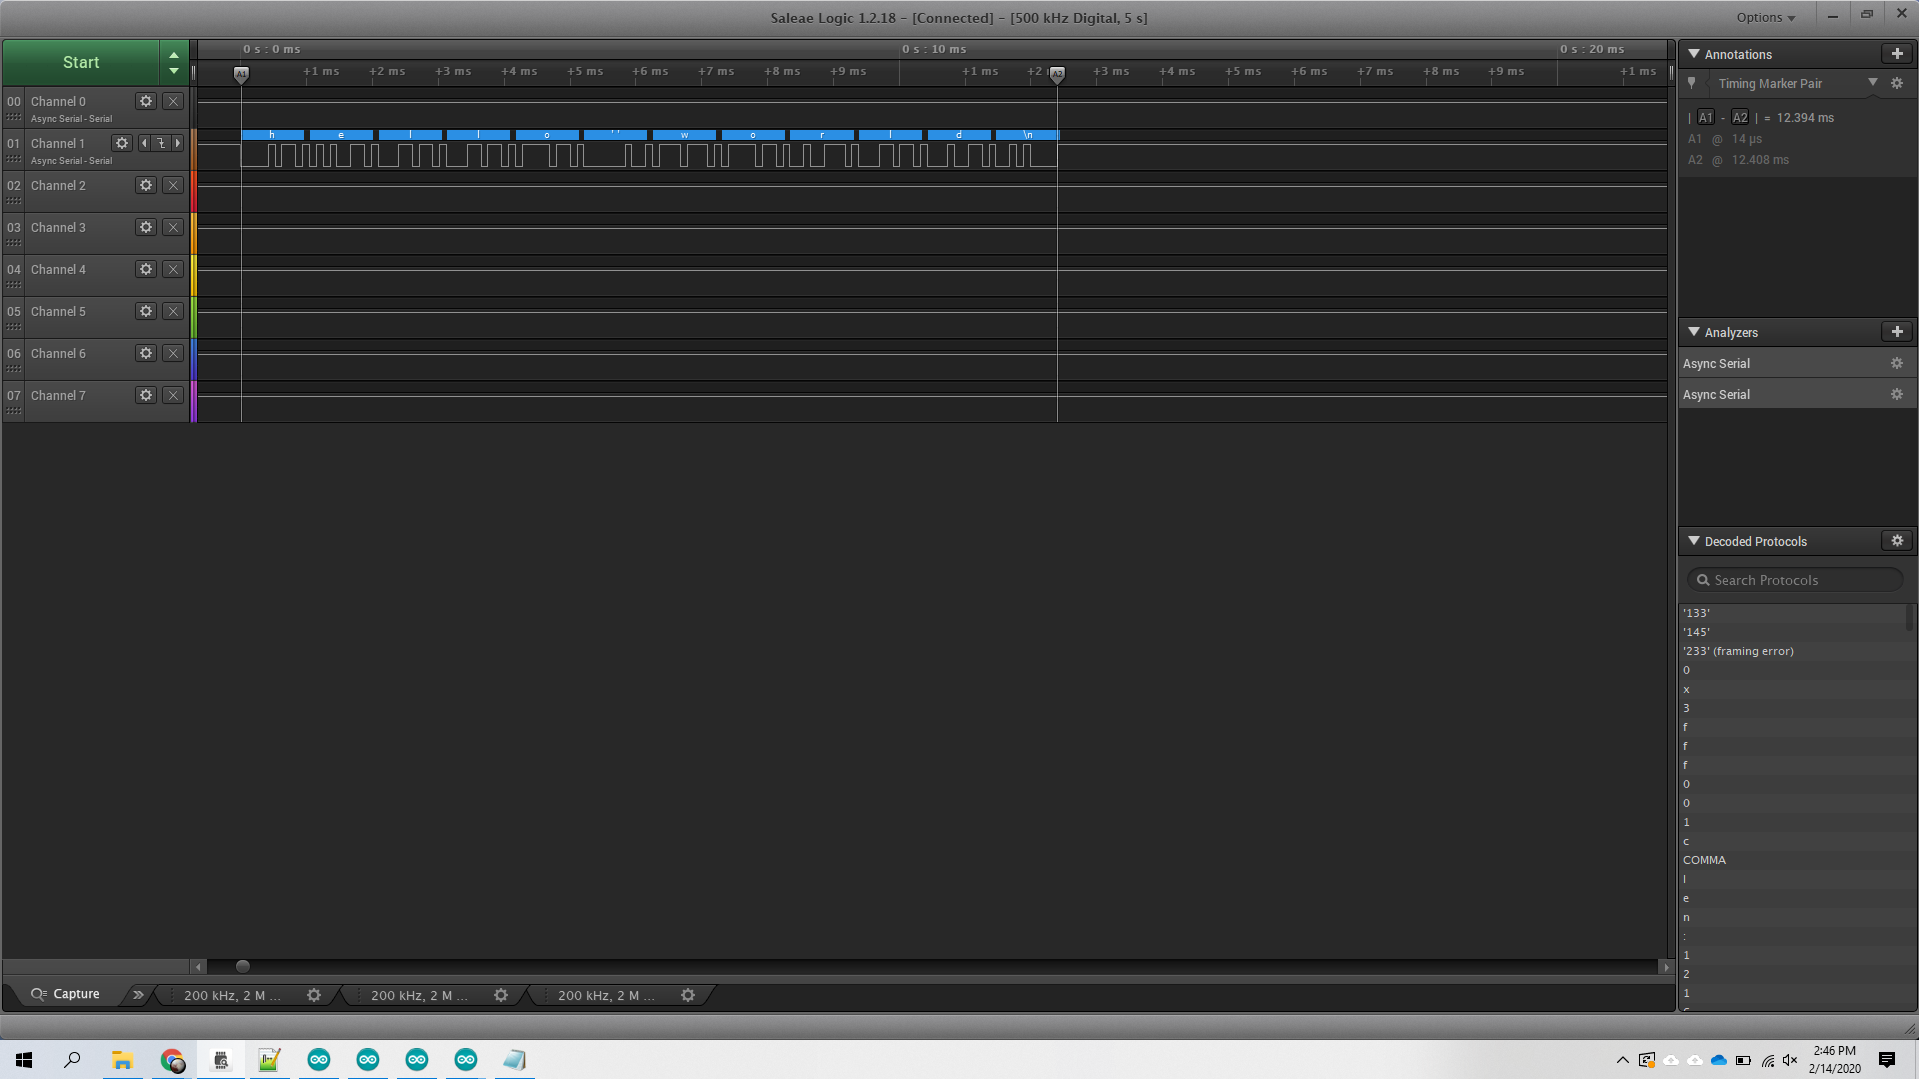 Saleae Logic 1.2.18 - [Connected] - [500 kHz Digital, 5 s]
Options
Start
0 s : 0 ms
0 s : 10 ms
0 s : 20 ms
+1 ms +2 ms +3 ms +4 ms +5 ms +6 ms +7 ms +8 ms +9 ms
+1 ms +2 +3 ms +4 ms +5 ms +6 ms +7 ms +8 ms +9 ms
+1 ms
A1
A2
00 Channel 0
Async Serial - Serial
01 Channel 1
Async Serial - Serial
h e l l o ' ' w o r l d \n
02 Channel 2
03 Channel 3
04 Channel 4
05 Channel 5
06 Channel 6
07 Channel 7
Annotations
Timing Marker Pair
| A1 - A2 | = 12.394 ms
A1 @ 14 µs
A2 @ 12.408 ms
Analyzers
Async Serial
Async Serial
Decoded Protocols
Search Protocols
'133'
'145'
'233' (framing error)
0
x
3
f
f
f
0
0
1
c
COMMA
l
e
n
:
1
2
1
Capture
200 kHz, 2 M ...
200 kHz, 2 M ...
200 kHz, 2 M ...
2:46 PM
2/14/2020